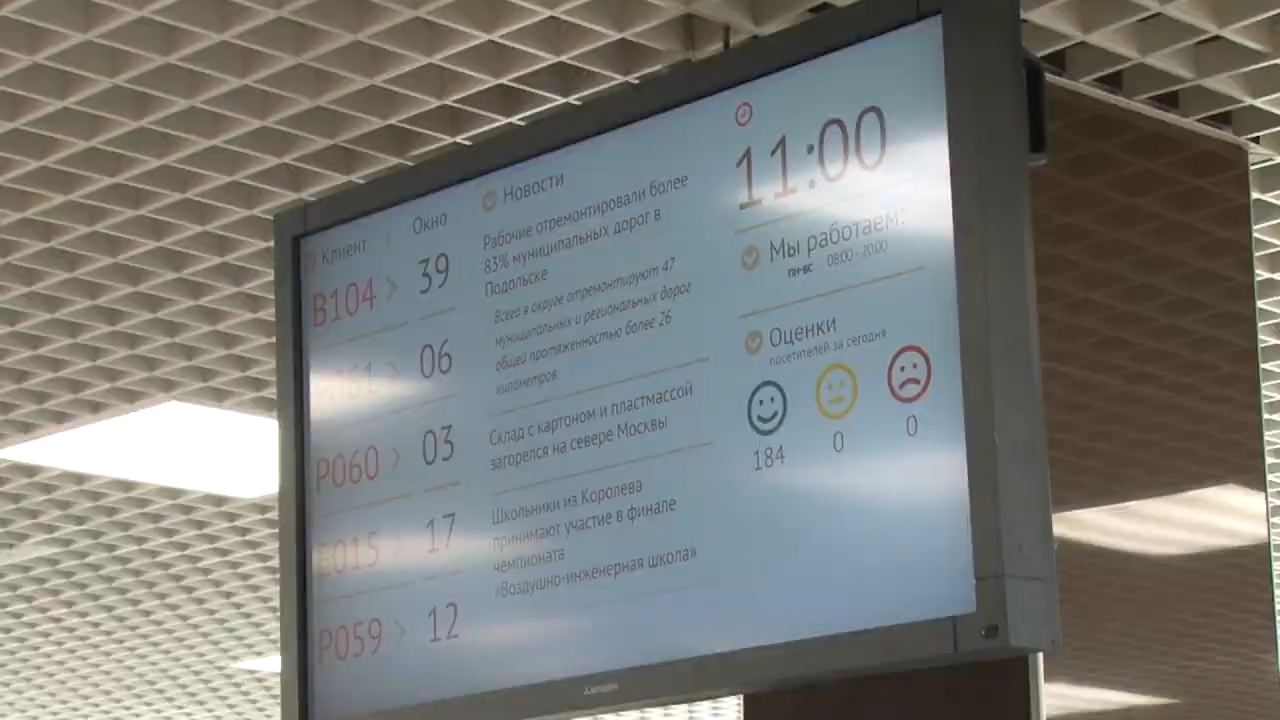 Клиент
Окно
В104 > 39
06
Р060 > 03
Е015 > 17
Р059 > 12
Новости
Рабочие отремонтировали более
83% муниципальных дорог в
Подольске
Всего в округе отремонтируют 47
муниципальных и региональных дорог
общей протяженностью более 26
километров
Склад с картоном и пластмассой
загорелся на севере Москвы
Школьники из Королева
принимают участие в финале
чемпионата
«Воздушно-инженерная школа»
11:00
Мы работаем:
ПН-ВС 08:00 - 20:00
Оценки
посетителей за сегодня
184
0
0